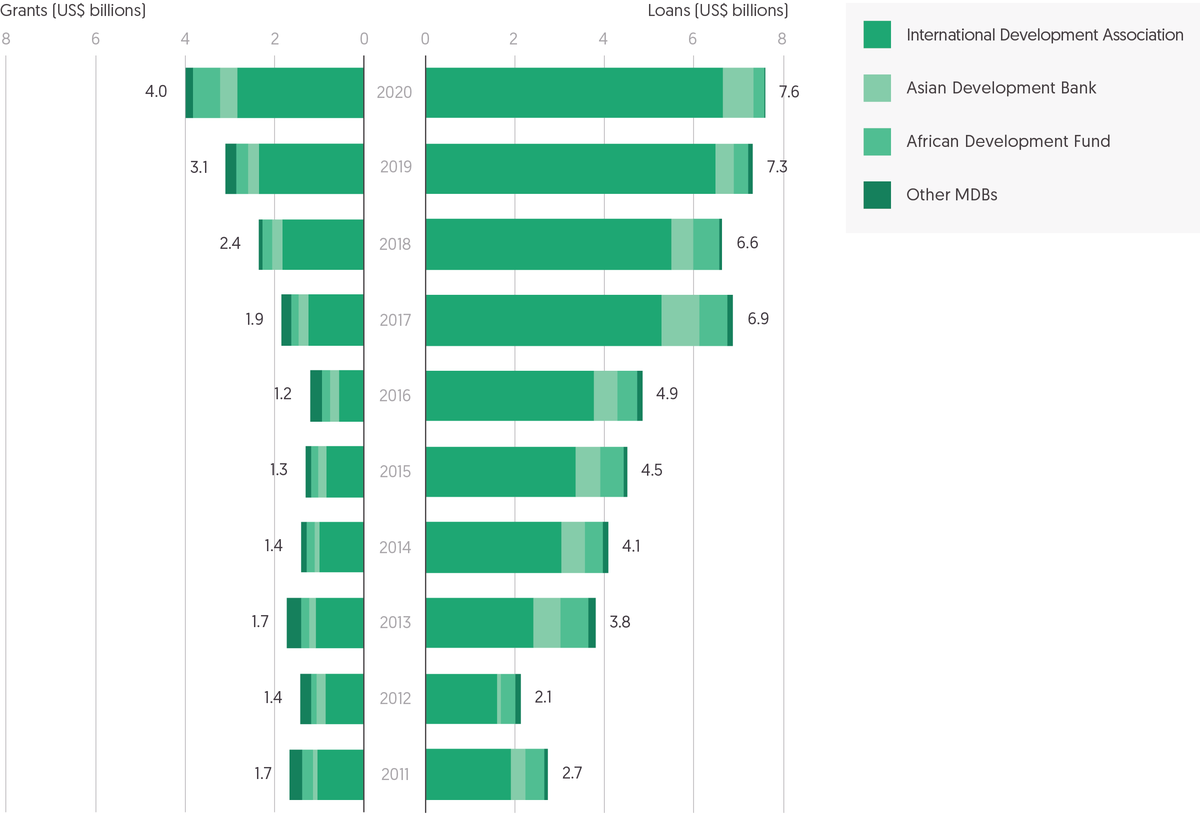 Grants (US$ billions)
Loans (US$ billions)
8 6 4 2 0
0 2 4 6 8
4.0 2020 7.6
3.1 2019 7.3
2.4 2018 6.6
1.9 2017 6.9
1.2 2016 4.9
1.3 2015 4.5
1.4 2014 4.1
1.7 2013 3.8
1.4 2012 2.1
1.7 2011 2.7
International Development Association
Asian Development Bank
African Development Fund
Other MDBs